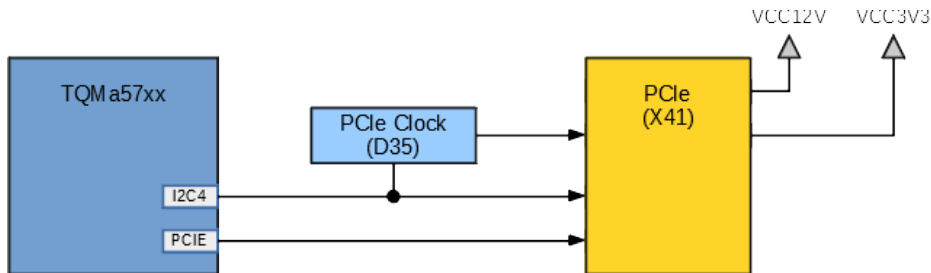 VCC12V VCC3V3
TQMa57xx
PCIe Clock
(D35)
PCIe
(X41)
I2C4
PCIE